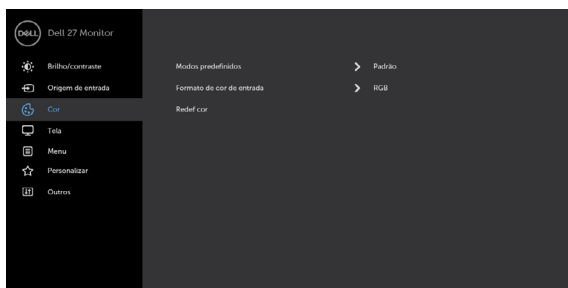 DELL Dell 27 Monitor
Brilho/contraste Modos predefinidos Padrão
Origem de entrada Formato de cor de entrada RGB
Cor Redef cor
Tela
Menu
Personalizar
Outros